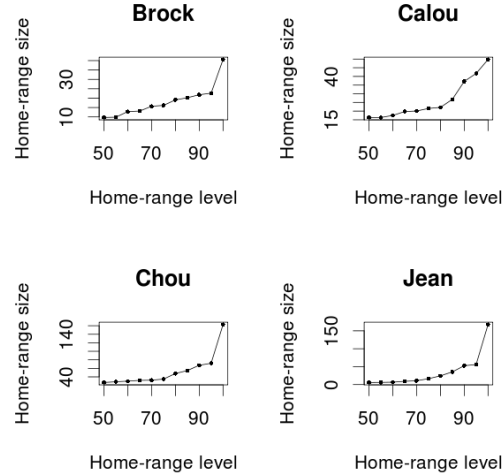 Brock
Home-range size
10 30
50 70 90
Home-range level
Calou
Home-range size
15 40
50 70 90
Home-range level
Chou
Home-range size
40 140
50 70 90
Home-range level
Jean
Home-range size
0 150
50 70 90
Home-range level